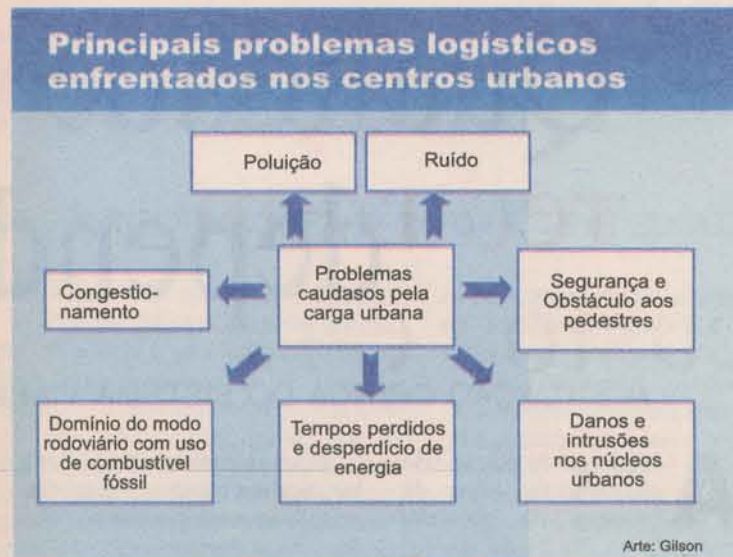 Principais problemas logísticos
enfrentados nos centros urbanos
Poluição
Ruído
Congestio-
namento
Problemas
caudasos pela
carga urbana
Segurança e
Obstáculo aos
pedestres
Domínio do modo
rodoviário com uso
de combustível
fóssil
Tempos perdidos
e desperdício de
energia
Danos e
intrusões
nos núcleos
urbanos
Arte: Gilson